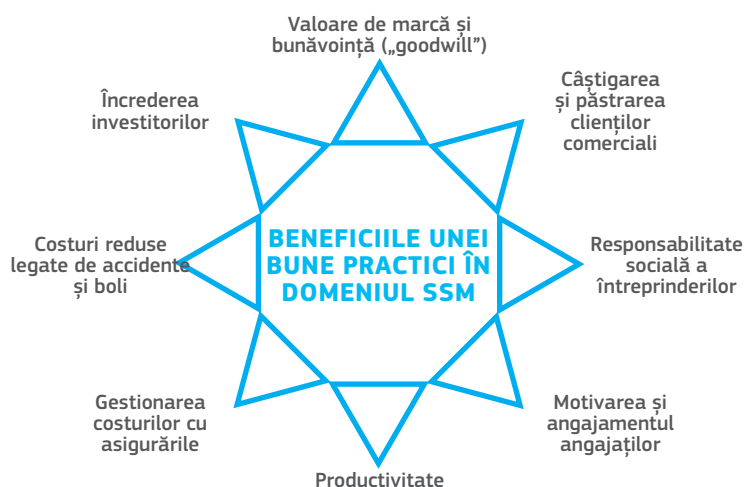 Valoare de marcă și
bunăvoință („goodwill”)
Câștigarea
și păstrarea
clienților
comerciali
Responsabilitate
socială a
întreprinderilor
Motivarea și
angajamentul
angajaților
Productivitate
Gestionarea
costurilor cu
asigurările
Costuri reduse
legate de accidente
și boli
Încrederea
investitorilor
BENEFICIILE UNEI
BUNE PRACTICI ÎN
DOMENIUL SSM